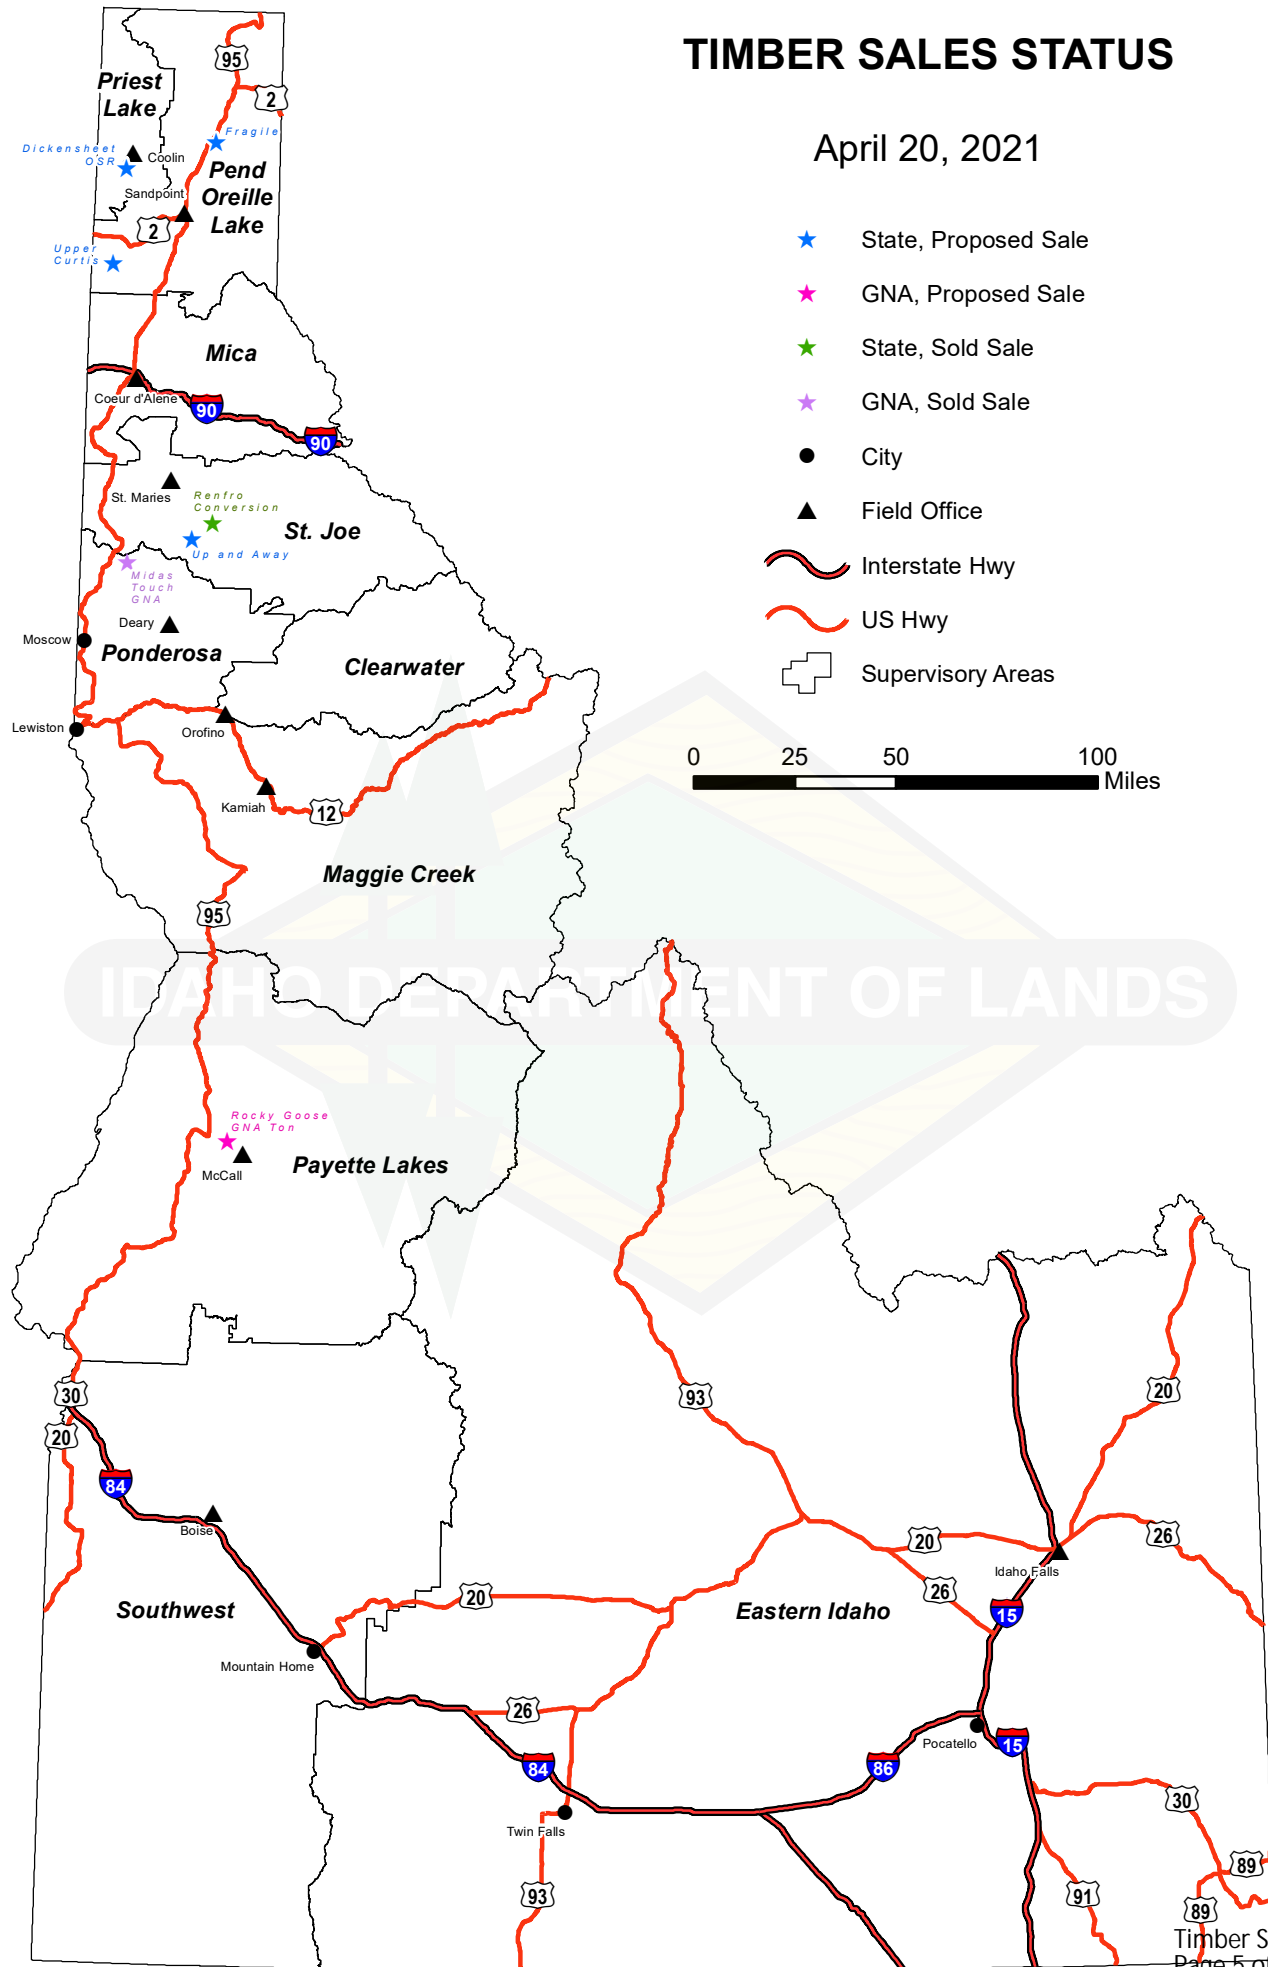 TIMBER SALES STATUS
April 20, 2021
State, Proposed Sale
GNA, Proposed Sale
State, Sold Sale
GNA, Sold Sale
City
Field Office
Interstate Hwy
US Hwy
Supervisory Areas
0 25 50 100
Miles
95
2
Priest
Lake
Fragile
Dickensheet
OSR
Coolin
Pend
Oreille
Lake
Sandpoint
2
Upper
Curtis
Mica
Coeur d'Alene
90
90
St. Maries
Renfro
Conversion
St. Joe
Up and Away
Midas
Touch
GNA
Deary
Moscow
Ponderosa
Clearwater
Lewiston
Orofino
Kamiah
12
Maggie Creek
95
IDAHO DEPARTMENT OF LANDS
Rocky Goose
GNA Ton
McCall
Payette Lakes
30
20
93
20
84
Boise
20
26
Idaho Falls
26
20
15
Southwest
Eastern Idaho
Mountain Home
26
Pocatello
15
84
86
30
Twin Falls
89
93
91
89
Timber S
Page 5 of